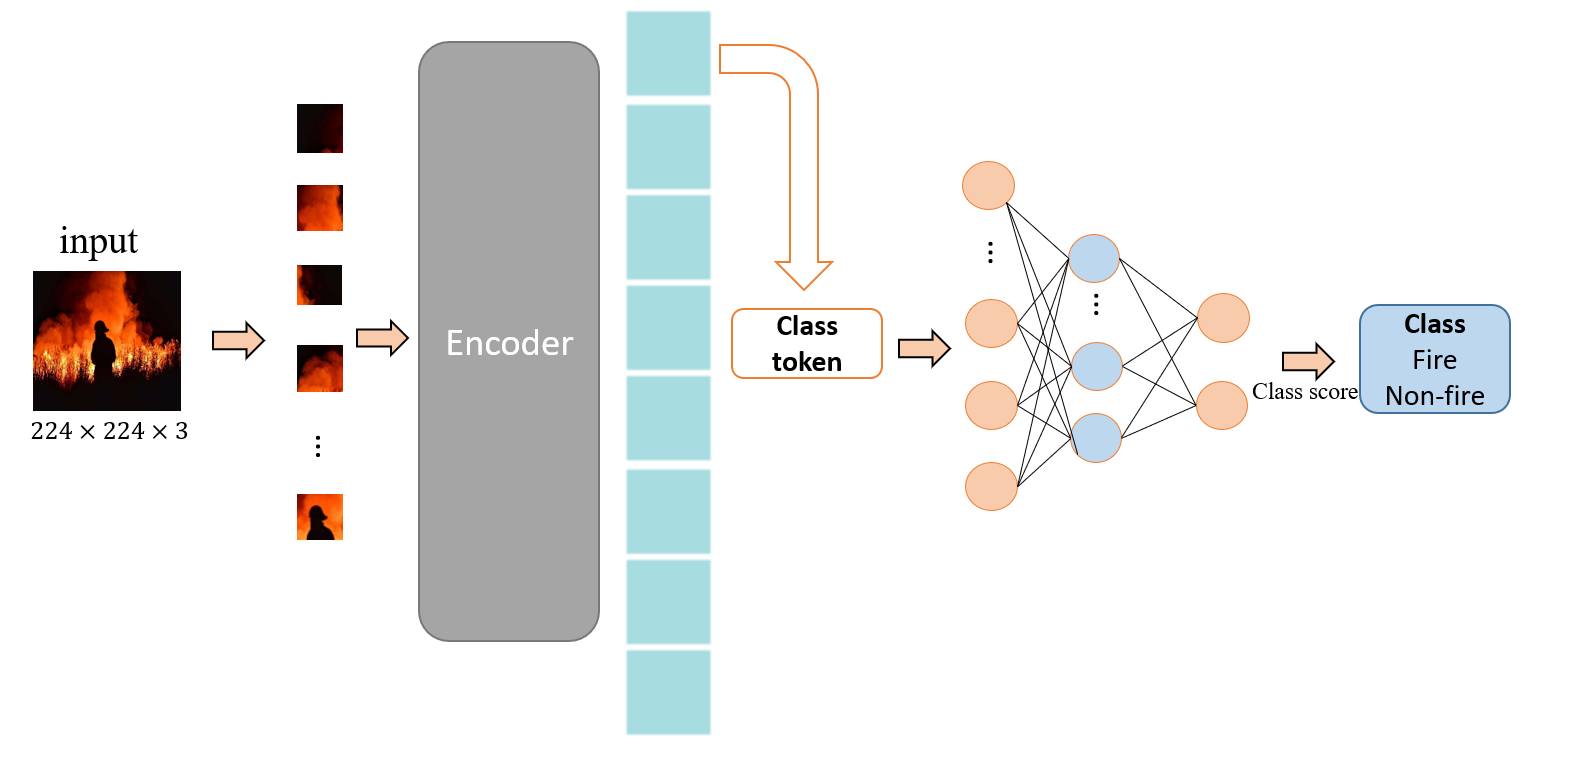 input
224 × 224 × 3
Encoder
Class
token
Class score
Class
Fire
Non-fire